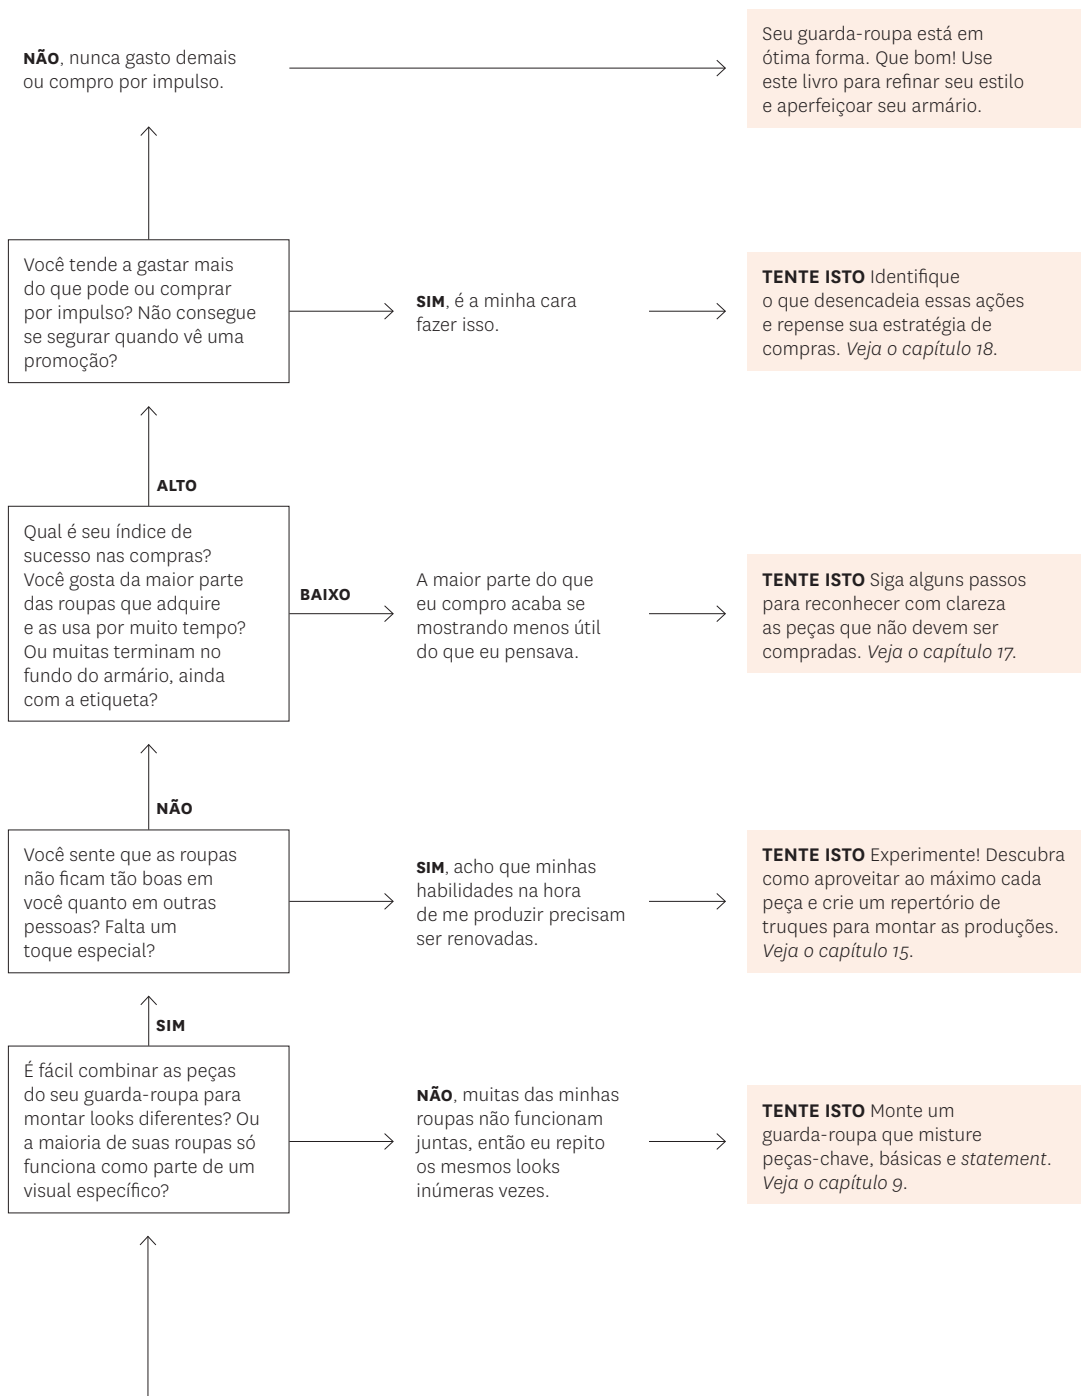 NÃO, nunca gasto demais
ou compro por impulso.
Seu guarda-roupa está em
ótima forma. Que bom! Use
este livro para refinar seu estilo
e aperfeiçoar seu armário.
Você tende a gastar mais
do que pode ou comprar
por impulso? Não consegue
se segurar quando vê uma
promoção?
SIM, é a minha cara
fazer isso.
TENTE ISTO Identifique
o que desencadeia essas ações
e repense sua estratégia de
compras. Veja o capítulo 18.
ALTO
Qual é seu índice de
sucesso nas compras?
Você gosta da maior parte
das roupas que adquire
e as usa por muito tempo?
Ou muitas terminam no
fundo do armário, ainda
com a etiqueta?
BAIXO
A maior parte do que
eu compro acaba se
mostrando menos útil
do que eu pensava.
TENTE ISTO Siga alguns passos
para reconhecer com clareza
as peças que não devem ser
compradas. Veja o capítulo 17.
NÃO
Você sente que as roupas
não ficam tão boas em
você quanto em outras
pessoas? Falta um
toque especial?
SIM, acho que minhas
habilidades na hora
de me produzir precisam
ser renovadas.
TENTE ISTO Experimente! Descubra
como aproveitar ao máximo cada
peça e crie um repertório de
truques para montar as produções.
Veja o capítulo 15.
SIM
É fácil combinar as peças
do seu guarda-roupa para
montar looks diferentes? Ou
a maioria de suas roupas só
funciona como parte de um
visual específico?
NÃO, muitas das minhas
roupas não funcionam
juntas, então eu repito
os mesmos looks
inúmeras vezes.
TENTE ISTO Monte um
guarda-roupa que misture
peças-chave, básicas e statement.
Veja o capítulo 9.